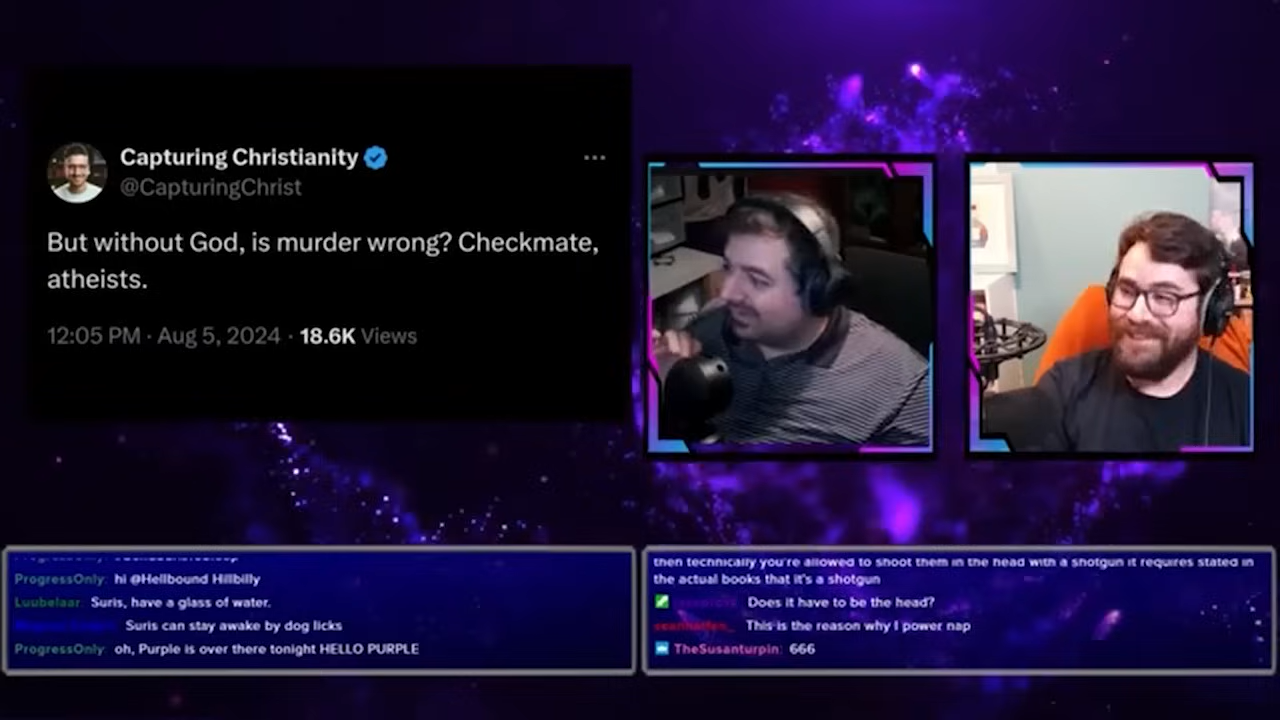 Capturing Christianity
@CapturingChrist
But without God, is murder wrong? Checkmate,
atheists.
12:05 PM · Aug 5, 2024 · 18.6K Views
ProgressOnly:
ProgressOnly: hi @Hellbound Hillbilly
Luubelaar: Suris, have a glass of water.
Suris can stay awake by dog licks
ProgressOnly: oh, Purple is over there tonight HELLO PURPLE
then technically you're allowed to shoot them in the head with a shotgun it requires stated in
the actual books that it's a shotgun
Does it have to be the head?
This is the reason why I power nap
TheSusanturpin: 666